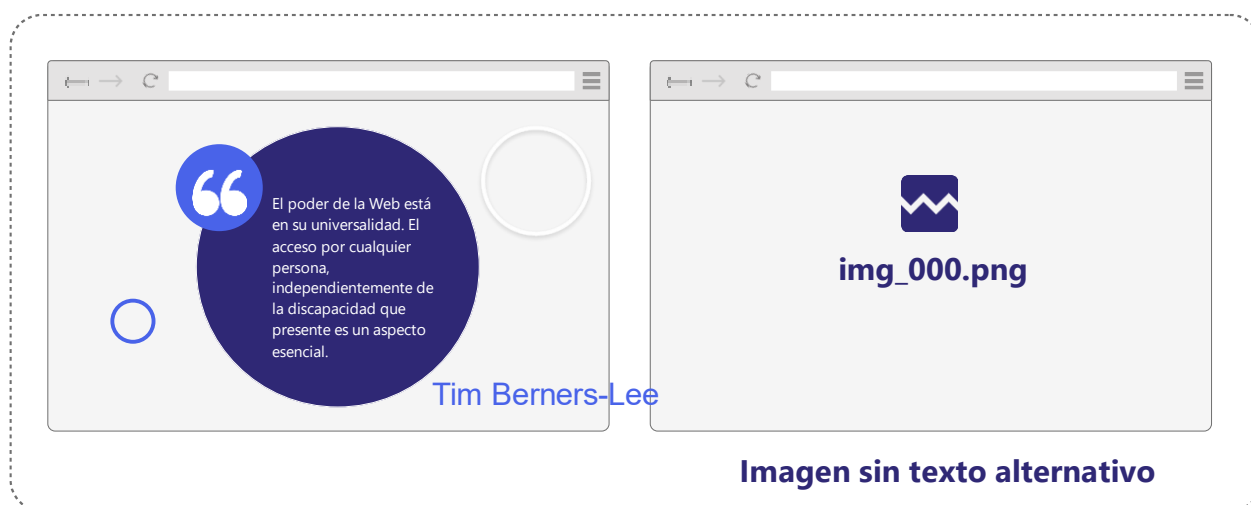 El poder de la Web está
en su universalidad. El
acceso por cualquier
persona,
independientemente de
la discapacidad que
presente es un aspecto
esencial.
Tim Berners-Lee
img_000.png
Imagen sin texto alternativo